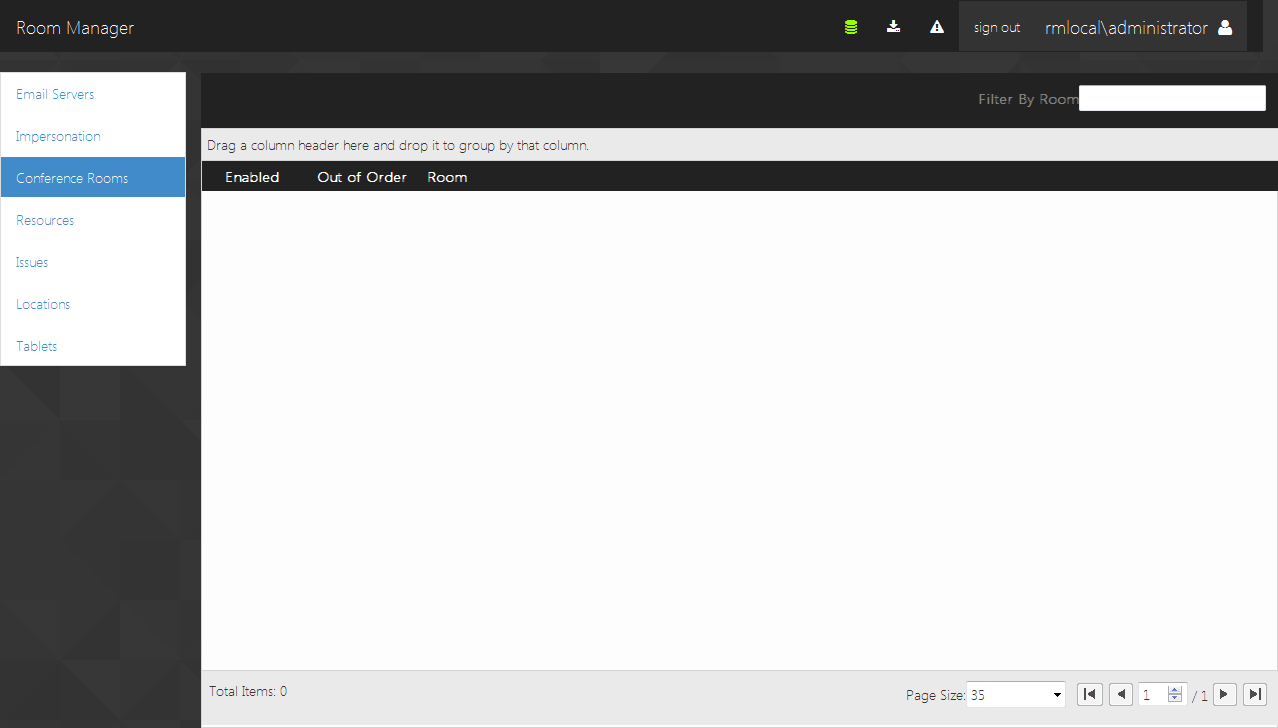 Room Manager
sign out
rmlocal\administrator
Email Servers
Impersonation
Conference Rooms
Resources
Issues
Locations
Tablets
Filter By Room
Drag a column header here and drop it to group by that column.
Enabled Out of Order Room
Total Items: 0
Page Size: 35
1 / 1